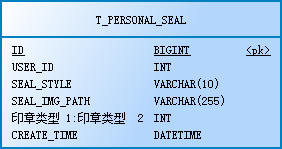 T_PERSONAL_SEAL
ID BIGINT <pk>
USER_ID INT
SEAL_STYLE VARCHAR(10)
SEAL_IMG_PATH VARCHAR(255)
印章类型 1:印章类型 2 INT
CREATE_TIME DATETIME